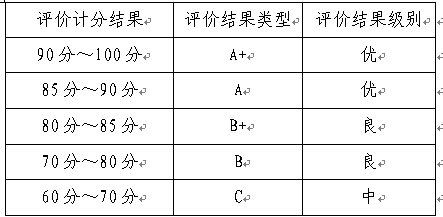 评价计分结果 评价结果类型 评价结果级别
90分～100分 A+ 优
85分～90分 A 优
80分～85分 B+ 良
70分～80分 B 良
60分～70分 C 中